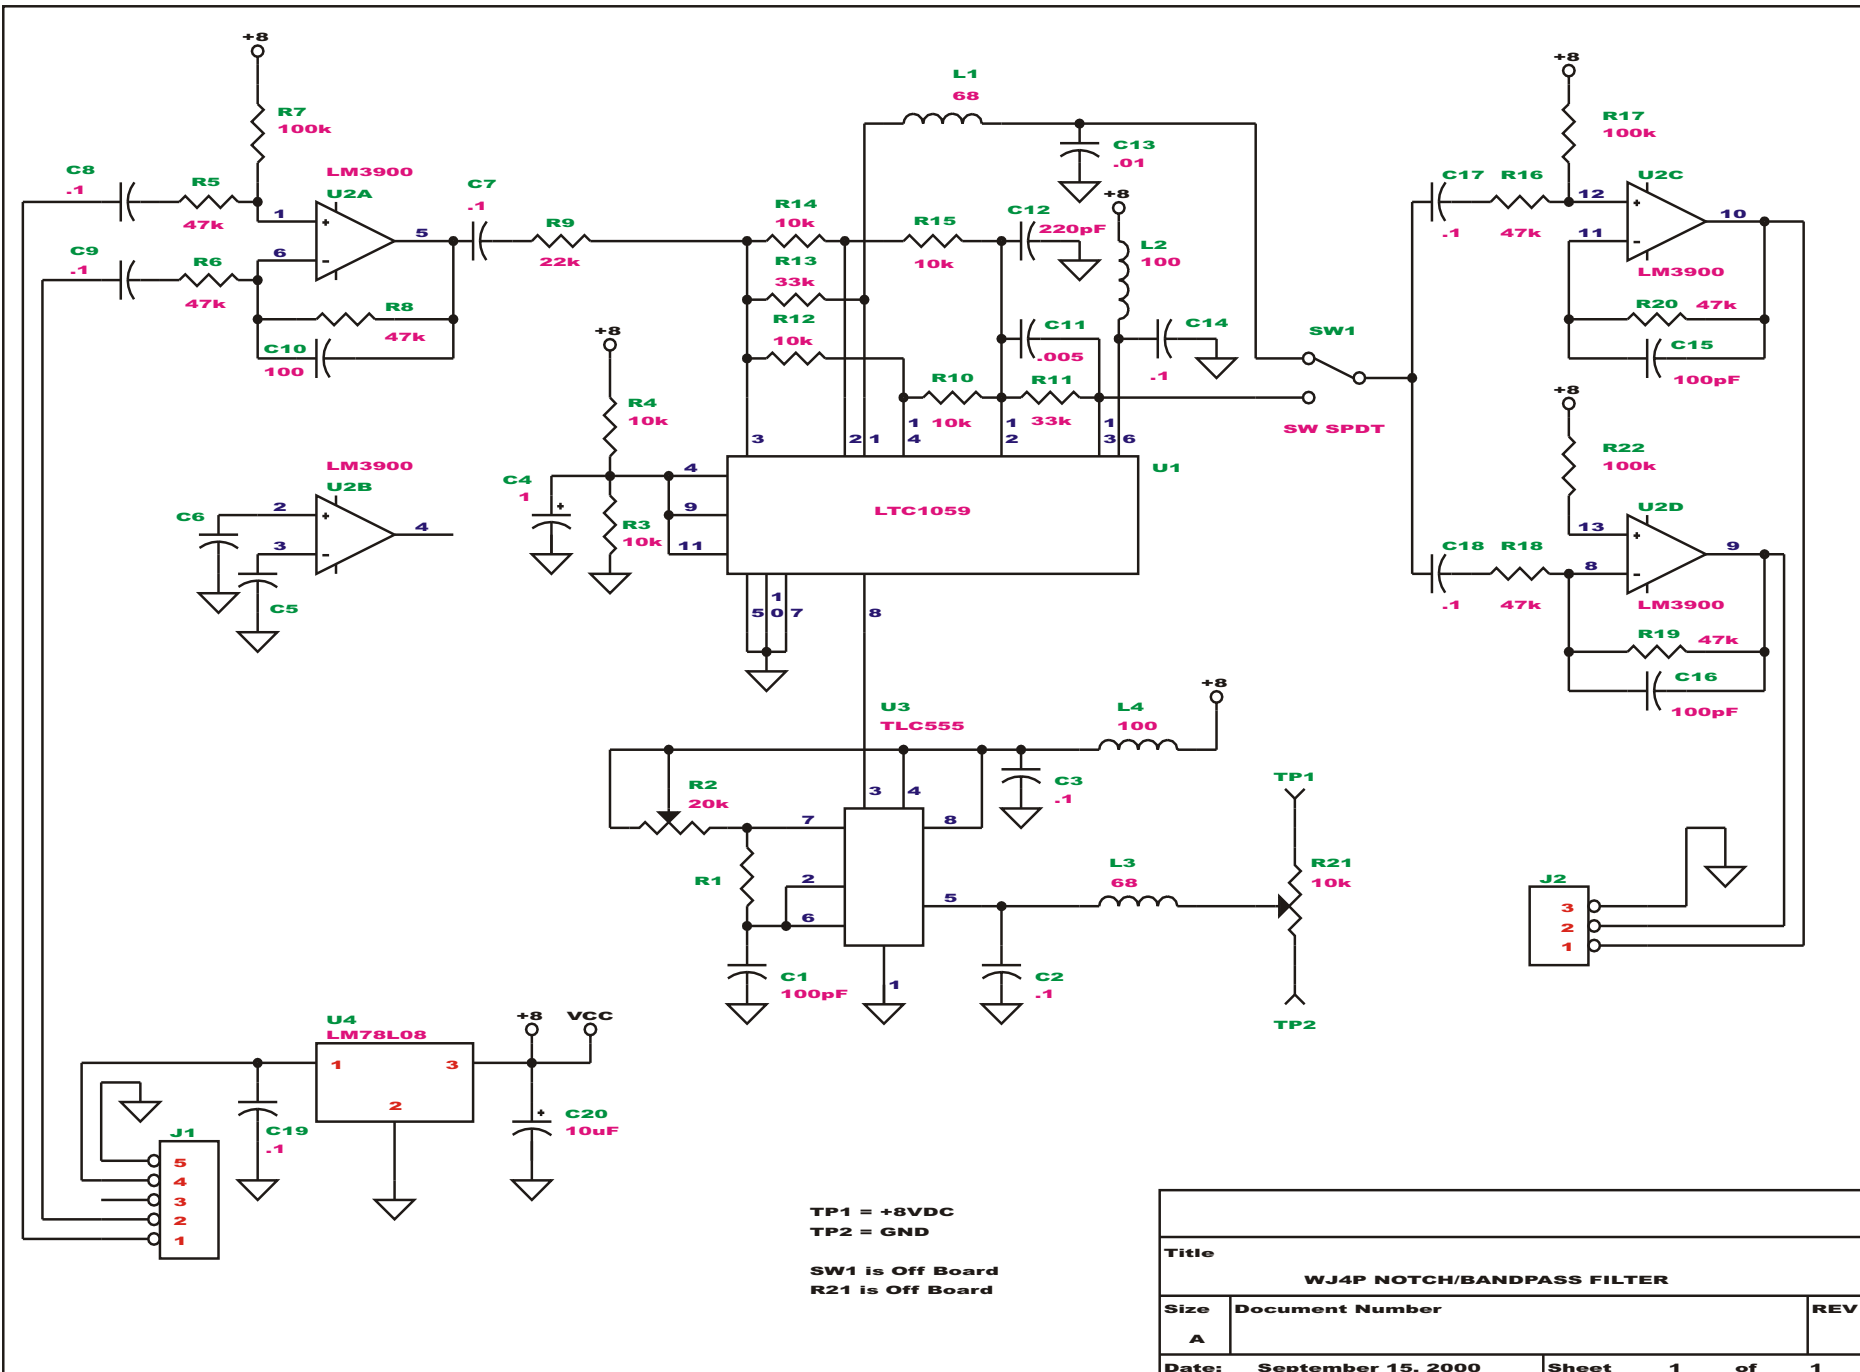 +8
R7
100k
C8
.1
R5
47k
LM3900
U2A
1
6
5
C9
.1
R6
47k
R8
47k
C10
100
C7
.1
R9
22k
L1
68
C13
.01
+8
R14
10k
R15
10k
C12
220pF
L2
100
R13
33k
R12
10k
C11
.005
C14
.1
R10
10k
R11
33k
SW1
SW SPDT
+8
R4
10k
C4
1
+
R3
10k
4
9
11
3
2
1
1
4
1
2
1
3
6
U1
LTC1059
5
1
0
7
8
LM3900
U2B
C6
2
3
4
C5
+8
R17
100k
C17
.1
R16
47k
U2C
12
11
10
LM3900
R20
47k
C15
100pF
+8
R22
100k
U2D
C18
.1
R18
47k
13
8
9
LM3900
R19
47k
C16
100pF
U3
TLC555
L4
100
+8
R2
20k
3
4
C3
.1
7
8
R1
2
6
5
L3
68
TP1
R21
10k
TP2
C1
100pF
1
C2
.1
J2
3
2
1
U4
LM78L08
1
3
2
+8
VCC
C19
.1
+
C20
10uF
J1
5
4
3
2
1
TP1 = +8VDC
TP2 = GND
SW1 is Off Board
R21 is Off Board
Title
WJ4P NOTCH/BANDPASS FILTER
Size
Document Number
REV
A
Date:
September 15, 2000
Sheet 1 of 1